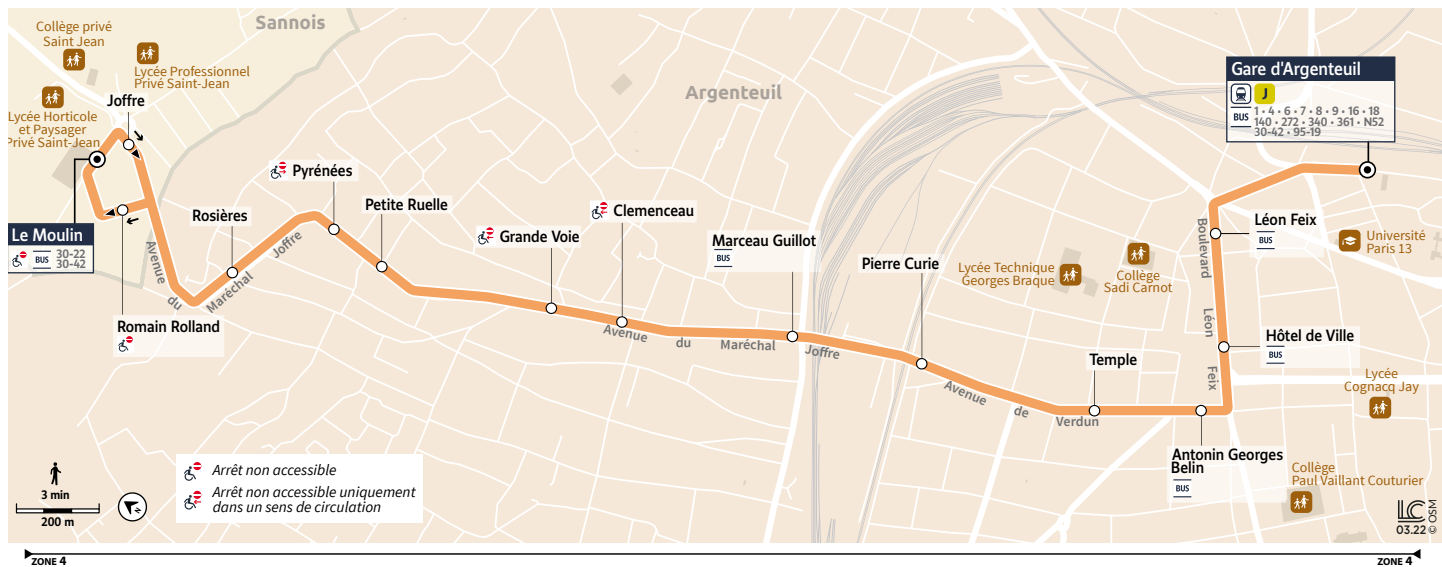 Sannois
Collège privé
Saint Jean
Lycée Professionnel
Privé Saint-Jean
Joffre
Lycée Horticole
et Paysager
Privé Saint-Jean
Le Moulin
BUS
30-22
30-42
Romain Rolland
Avenue
du
Maréchal
Joffre
Rosières
Pyrénées
Petite Ruelle
Grande Voie
Clemenceau
Argenteuil
Marceau Guillot
BUS
Avenue
du
Maréchal
Joffre
Pierre Curie
Avenue
de
Verdun
Temple
Lycée Technique
Georges Braque
Collège
Sadi Carnot
Gare d'Argenteuil
J
BUS
1 • 4 • 6 • 7 • 8 • 9 • 16 • 18
140 • 272 • 340 • 361 • N52
30-42 • 95-19
Boulevard
Léon
Feix
Léon Feix
BUS
Université
Paris 13
Hôtel de Ville
BUS
Lycée
Cognacq Jay
Antonin Georges
Belin
BUS
Collège
Paul Vaillant Couturier
3 min
200 m
Arrêt non accessible
Arrêt non accessible uniquement
dans un sens de circulation
LC
03.22 © OSM
ZONE 4
ZONE 4